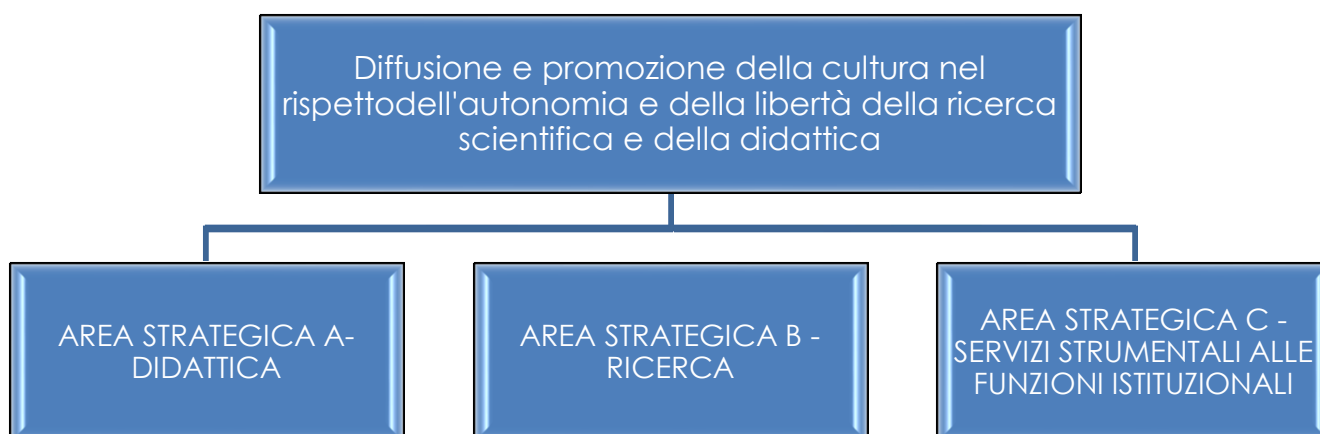 Diffusione e promozione della cultura nel
rispettodell'autonomia e della libertà della ricerca
scientifica e della didattica
AREA STRATEGICA A-
DIDATTICA
AREA STRATEGICA B -
RICERCA
AREA STRATEGICA C -
SERVIZI STRUMENTALI ALLE
FUNZIONI ISTITUZIONALI